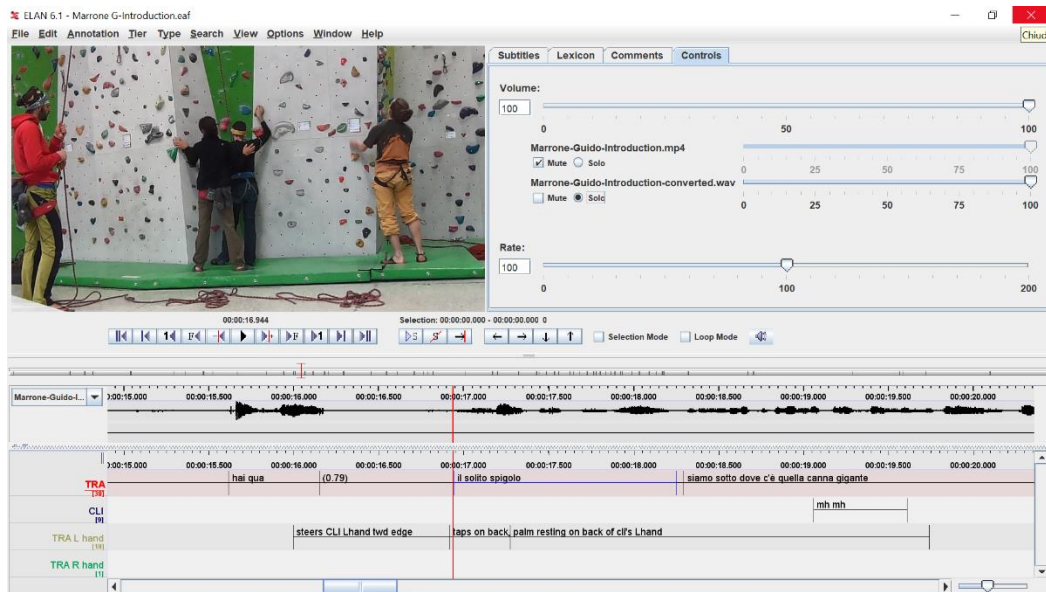 ELAN 6.1 - Marrone G-Introduction.eaf
File Edit Annotation Tier Type Search View Options Window Help
Chiud
Subtitles Lexicon Comments Controls
Volume:
100
0 50 100
Marrone-Guido-Introduction.mp4
Mute Solo
0 25 50 75 100
Marrone-Guido-Introduction-converted.wav
Mute Solo
0 25 50 75 100
Rate:
100
0 100 200
00:00:16.944
Selection: 00:00:00.000 - 00:00:00.000 0
Selection Mode Loop Mode
Marrone-Guido-I...
0:00:15.000 00:00:15.500 00:00:16.000 00:00:16.500 00:00:17.000 00:00:17.500 00:00:18.000 00:00:18.500 00:00:19.000 00:00:19.500 00:00:20.000
0:00:15.000 00:00:15.500 00:00:16.000 00:00:16.500 00:00:17.000 00:00:17.500 00:00:18.000 00:00:18.500 00:00:19.000 00:00:19.500 00:00:20.000
TRA hai qua (0.79) il solito spigolo siamo sotto dove c'è quella canna gigante
CLI mh mh
[9]
TRA L hand steers CLI Lhand twd edge taps on back, palm resting on back of cli's Lhand
TRA R hand
[1]